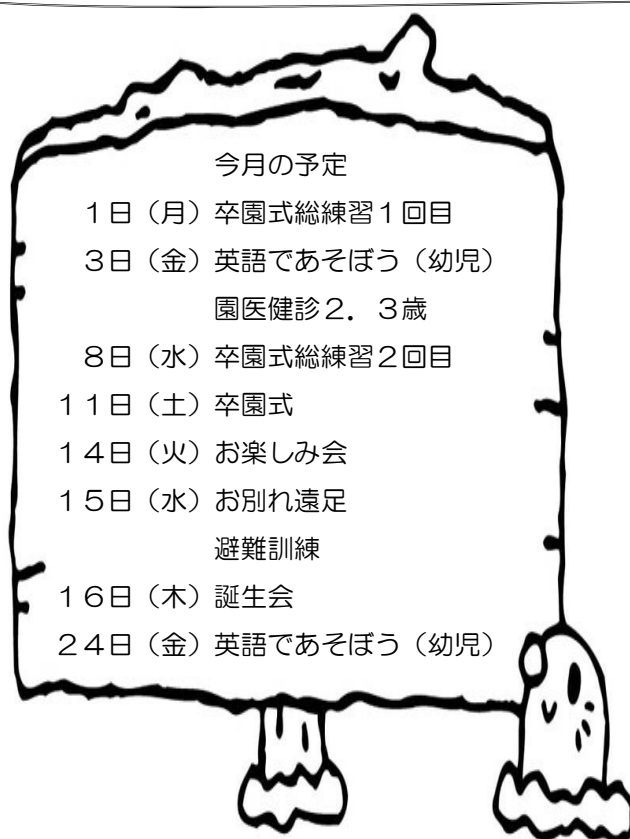 今月の予定
1日（月）卒園式総練習1回目
3日（金）英語であそぼう（幼児）
園医健診2．3歳
8日（水）卒園式総練習2回目
11日（土）卒園式
14日（火）お楽しみ会
15日（水）お別れ遠足
避難訓練
16日（木）誕生会
24日（金）英語であそぼう（幼児）